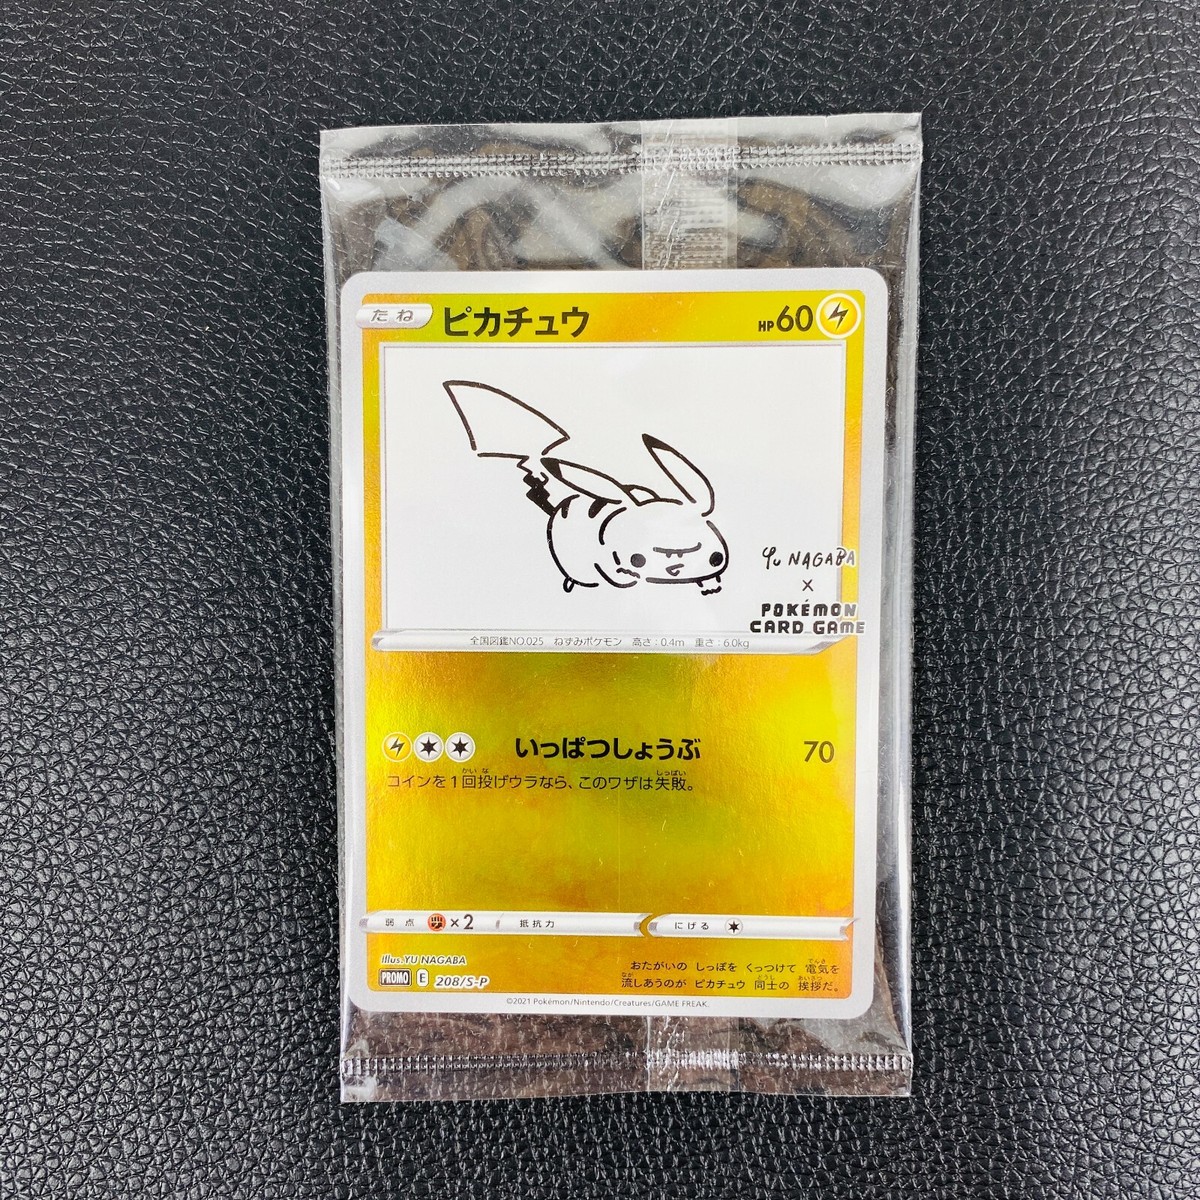 たね ピカチュウ HP60
YU NAGABA
×
POKÉMON
CARD GAME
全国図鑑NO.025 ねずみポケモン 高さ:0.4m 重さ:6.0kg
いっぱつしょうぶ 70
コインを1回投げウラなら、このワザは失敗。
弱点 ×2 抵抗力 にげる
Illus. YU NAGABA
PROMO E 208/S-P
おたがいの しっぽを くっつけて 電気を
流しあうのが ピカチュウ 同士の 挨拶だ。
©2021 Pokémon/Nintendo/Creatures/GAME FREAK.